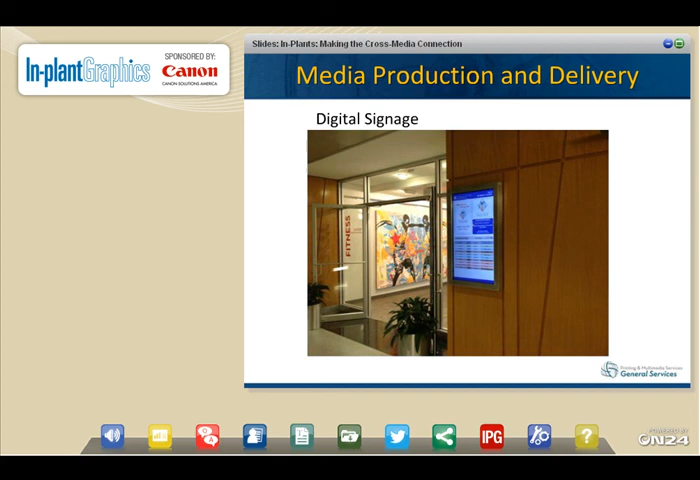 Slides: In-Plants: Making the Cross-Media Connection
In-plantGraphics
SPONSORED BY:
Canon
CANON SOLUTIONS AMERICA
Media Production and Delivery
Digital Signage
FITNESS
Printing & Multimedia Services
General Services
Q
A
IPG
?
POWERED BY
ON24